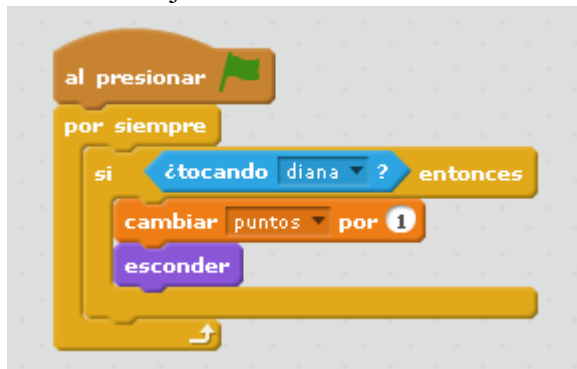 al presionar
por siempre
si ¿tocando diana ? entonces
cambiar puntos por 1
esconder